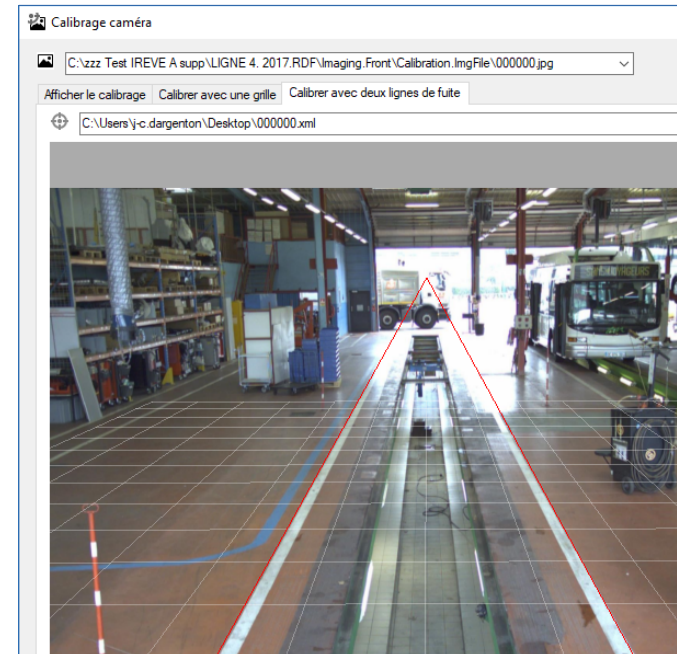 Calibrage caméra
C:\zzz Test IREVE A supp\LIGNE 4. 2017.RDF\Imaging.Front\Calibration.ImgFile\000000.jpg
Afficher le calibrage Calibrer avec une grille Calibrer avec deux lignes de fuite
C:\Users\j-c.dargenton\Desktop\000000.xml